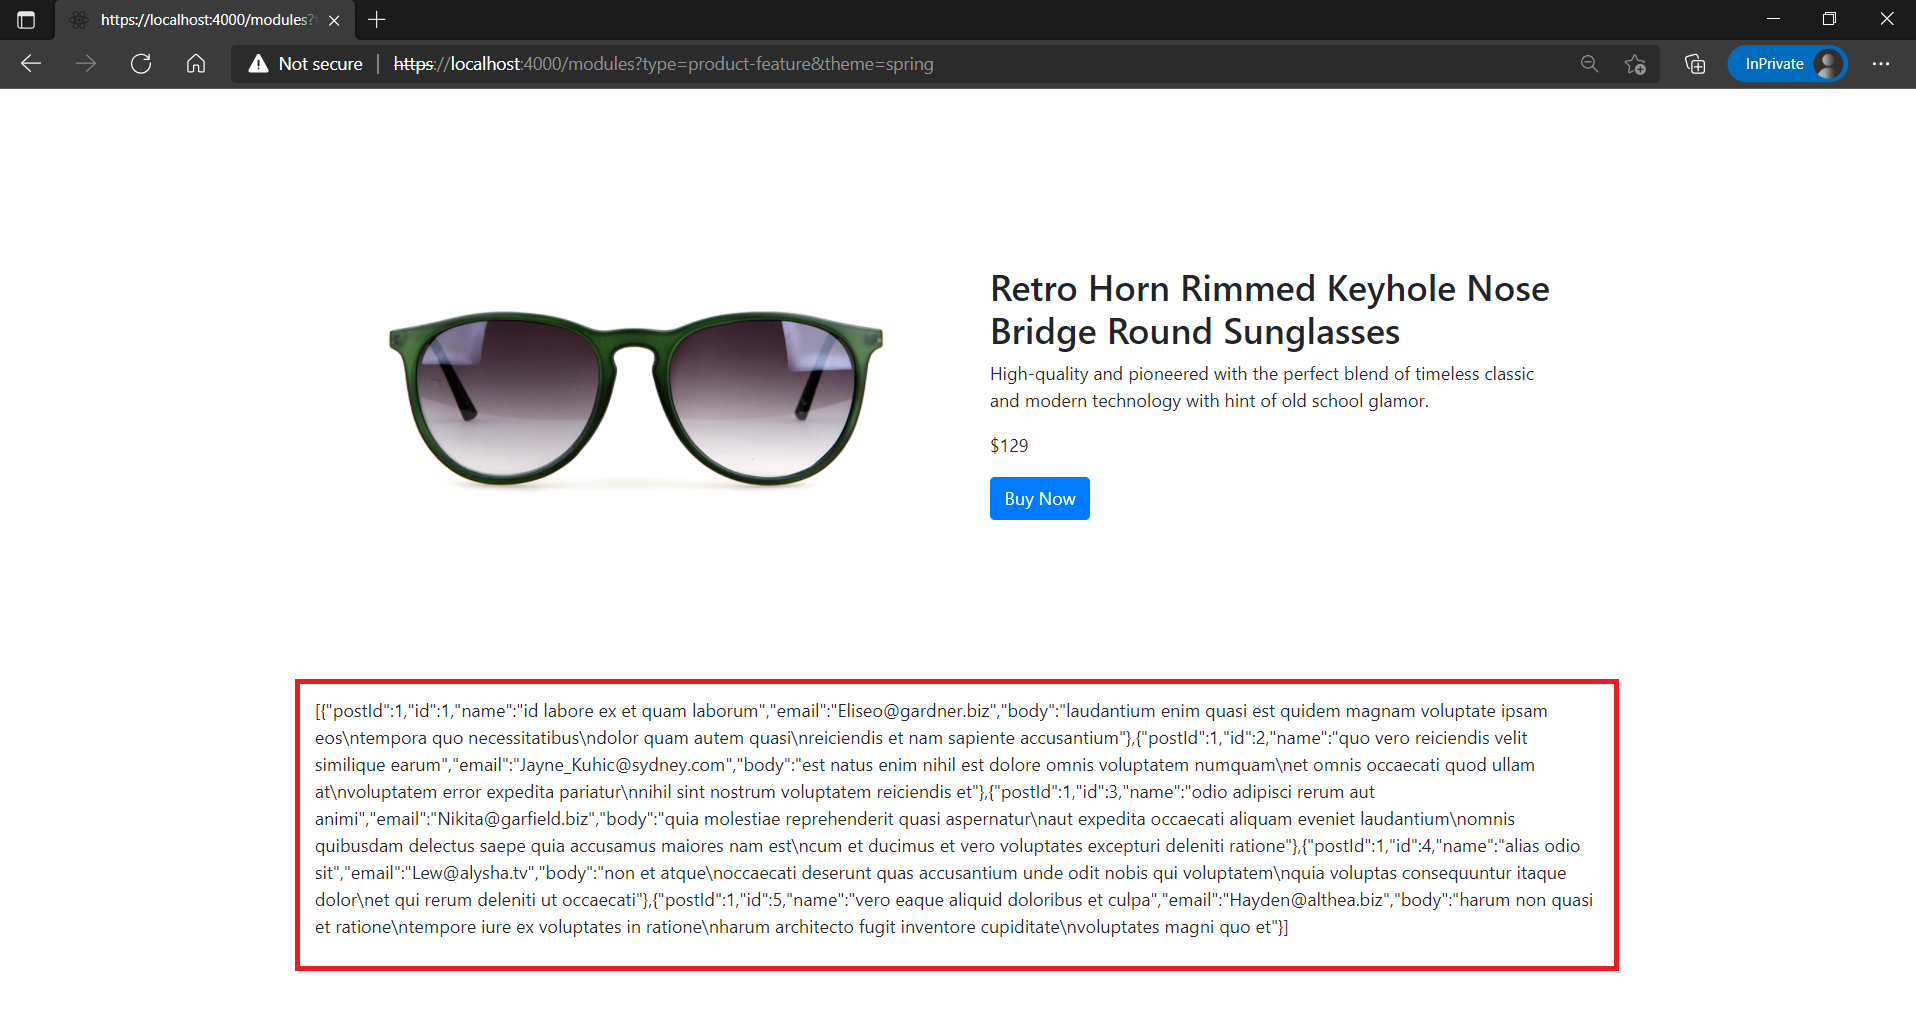 https://localhost:4000/modules?
Not secure
https://localhost:4000/modules?type=product-feature&theme=spring
InPrivate
Retro Horn Rimmed Keyhole Nose
Bridge Round Sunglasses
High-quality and pioneered with the perfect blend of timeless classic
and modern technology with hint of old school glamor.
$129
Buy Now
[{"postId":1,"id":1,"name":"id labore ex et quam laborum","email":"Eliseo@gardner.biz","body":"laudantium enim quasi est quidem magnam voluptate ipsam
eos\ntempora quo necessitatibus\ndolor quam autem quasi\nreiciendis et nam sapiente accusantium"},{"postId":1,"id":2,"name":"quo vero reiciendis velit
similique earum","email":"Jayne_Kuhic@sydney.com","body":"est natus enim nihil est dolore omnis voluptatem numquam\net omnis occaecati quod ullam
at\nvoluptatem error expedita pariatur\nnihil sint nostrum voluptatem reiciendis et"},{"postId":1,"id":3,"name":"odio adipisci rerum aut
animi","email":"Nikita@garfield.biz","body":"quia molestiae reprehenderit quasi aspernatur\naut expedita occaecati aliquam eveniet laudantium\nomnis
quibusdam delectus saepe quia accusamus maiores nam est\ncum et ducimus et vero voluptates excepturi deleniti ratione"},{"postId":1,"id":4,"name":"alias odio
sit","email":"Lew@alysha.tv","body":"non et atque\noccaecati deserunt quas accusantium unde odit nobis qui voluptatem\nquia voluptas consequuntur itaque
dolor\net qui rerum deleniti ut occaecati"},{"postId":1,"id":5,"name":"vero eaque aliquid doloribus et culpa","email":"Hayden@althea.biz","body":"harum non quasi
et ratione\ntempore iure ex voluptates in ratione\nharum architecto fugit inventore cupiditate\nvoluptates magni quo et"}]